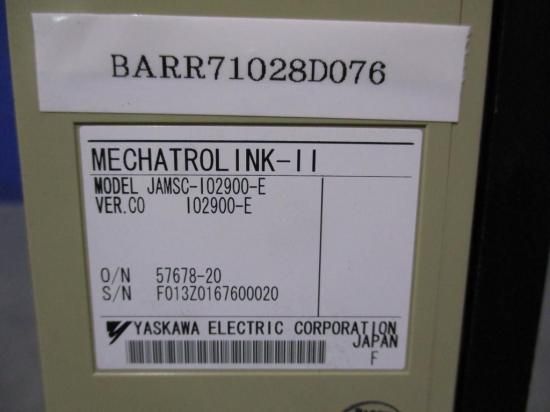 BARR71028D076
MECHATROLINK-II
MODEL JAMSC-IO2900-E
VER.CO IO2900-E
O/N 57678-20
S/N F013Z0167600020
YASKAWA ELECTRIC CORPORATION
JAPAN
F